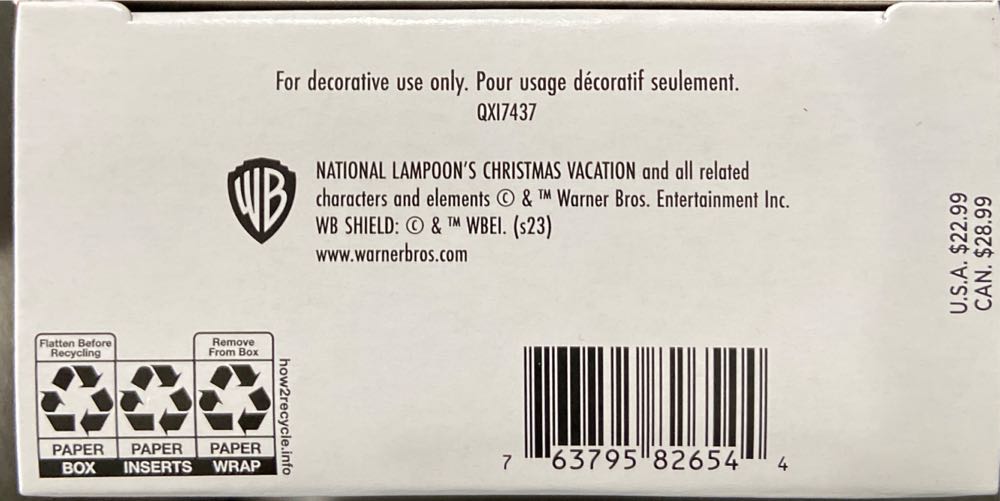 For decorative use only. Pour usage décoratif seulement.
QXI7437
WB
NATIONAL LAMPOON'S CHRISTMAS VACATION and all related
characters and elements © & ™ Warner Bros. Entertainment Inc.
WB SHIELD: © & ™ WBEI. (s23)
www.warnerbros.com
U.S.A. $22.99
CAN. $28.99
Flatten Before
Recycling
Remove
From Box
PAPER PAPER PAPER
BOX INSERTS WRAP
how2recycle.info
7 63795 82654 4